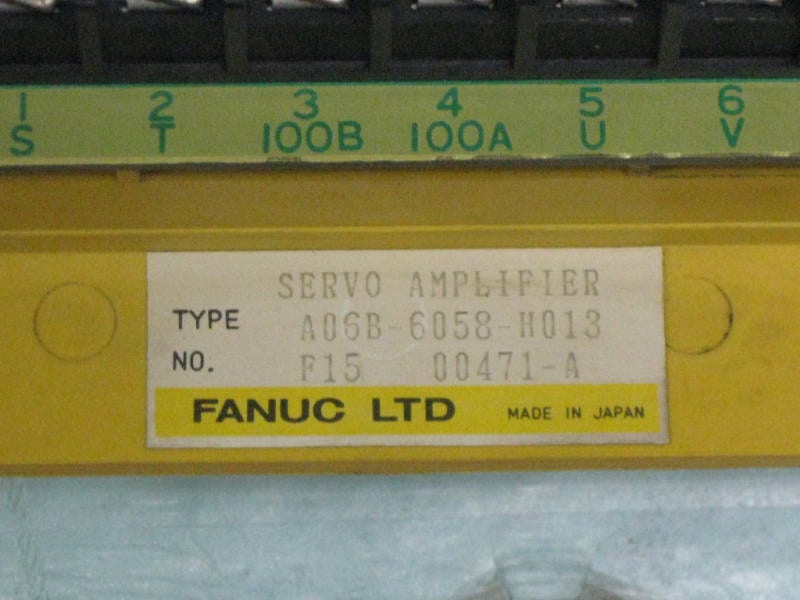 1 2 3 4 5 6
S T 100B 100A U V
SERVO AMPLIFIER
TYPE A06B-6058-H013
NO. F15 00471-A
FANUC LTD MADE IN JAPAN